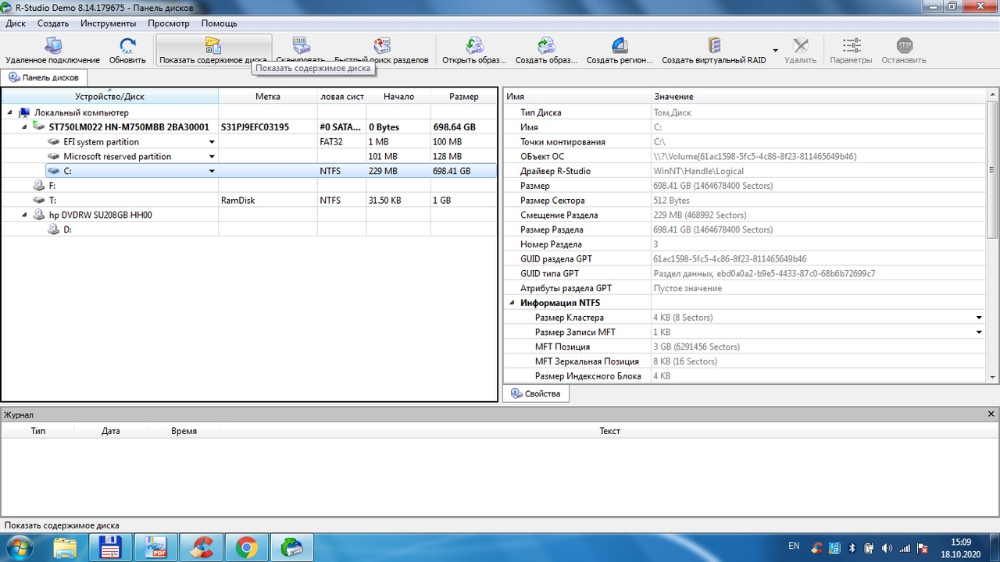 R-Studio Demo 8.14.179675 - Панель дисков
Диск Создать Инструменты Просмотр Помощь
Удаленное подключение Обновить Показать содержимое диска Сканировать Быстрый поиск разделов Открыть образ... Создать образ... Создать регион... Создать виртуальный RAID Удалить Параметры Остановить
Показать содержимое диска
Панель дисков
Устройство/Диск Метка ловая сист Начало Размер
Локальный компьютер
ST750LM022 HN-M750MBB 2BA30001 S31PJ9EFC03195 #0 SATA... 0 Bytes 698.64 GB
EFI system partition FAT32 1 MB 100 MB
Microsoft reserved partition 101 MB 128 MB
C: NTFS 229 MB 698.41 GB
F:
T: RamDisk NTFS 31.50 KB 1 GB
hp DVDRW SU208GB HH00
D:
Имя Значение
Тип Диска Том,Диск
Имя C:
Точки монтирования C:\
Объект ОС \\?\Volume{61ac1598-5fc5-4c86-8f23-811465649b46}
Драйвер R-Studio WinNT\Handle\Logical
Размер 698.41 GB (1464678400 Sectors)
Размер Сектора 512 Bytes
Смещение Раздела 229 MB (468992 Sectors)
Размер Раздела 698.41 GB (1464678400 Sectors)
Номер Раздела 3
GUID раздела GPT 61ac1598-5fc5-4c86-8f23-811465649b46
GUID типа GPT Раздел данных, ebd0a0a2-b9e5-4433-87c0-68b6b72699c7
Атрибуты раздела GPT Пустое значение
Информация NTFS
Размер Кластера 4 KB (8 Sectors)
Размер Записи MFT 1 KB
MFT Позиция 3 GB (6291456 Sectors)
MFT Зеркальная Позиция 8 KB (16 Sectors)
Размер Индексного Блока 4 KB
Свойства
Журнал
Тип Дата Время Текст
Показать содержимое диска
PDF
EN
15:09
18.10.2020